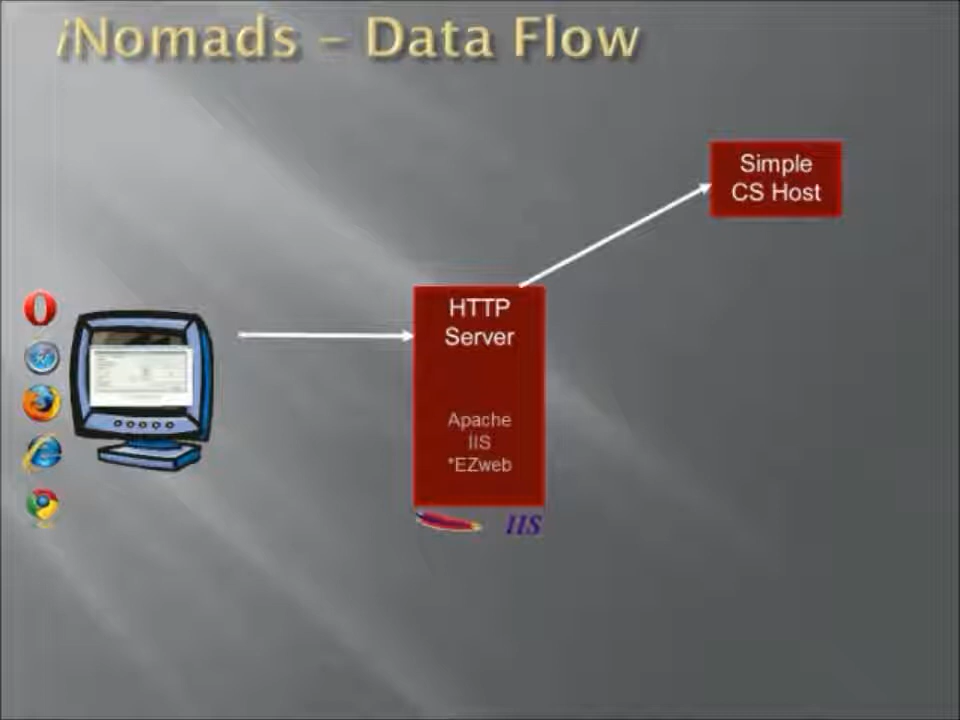 iNomads – Data Flow
Simple
CS Host
HTTP
Server
Apache
IIS
*EZweb
IIS